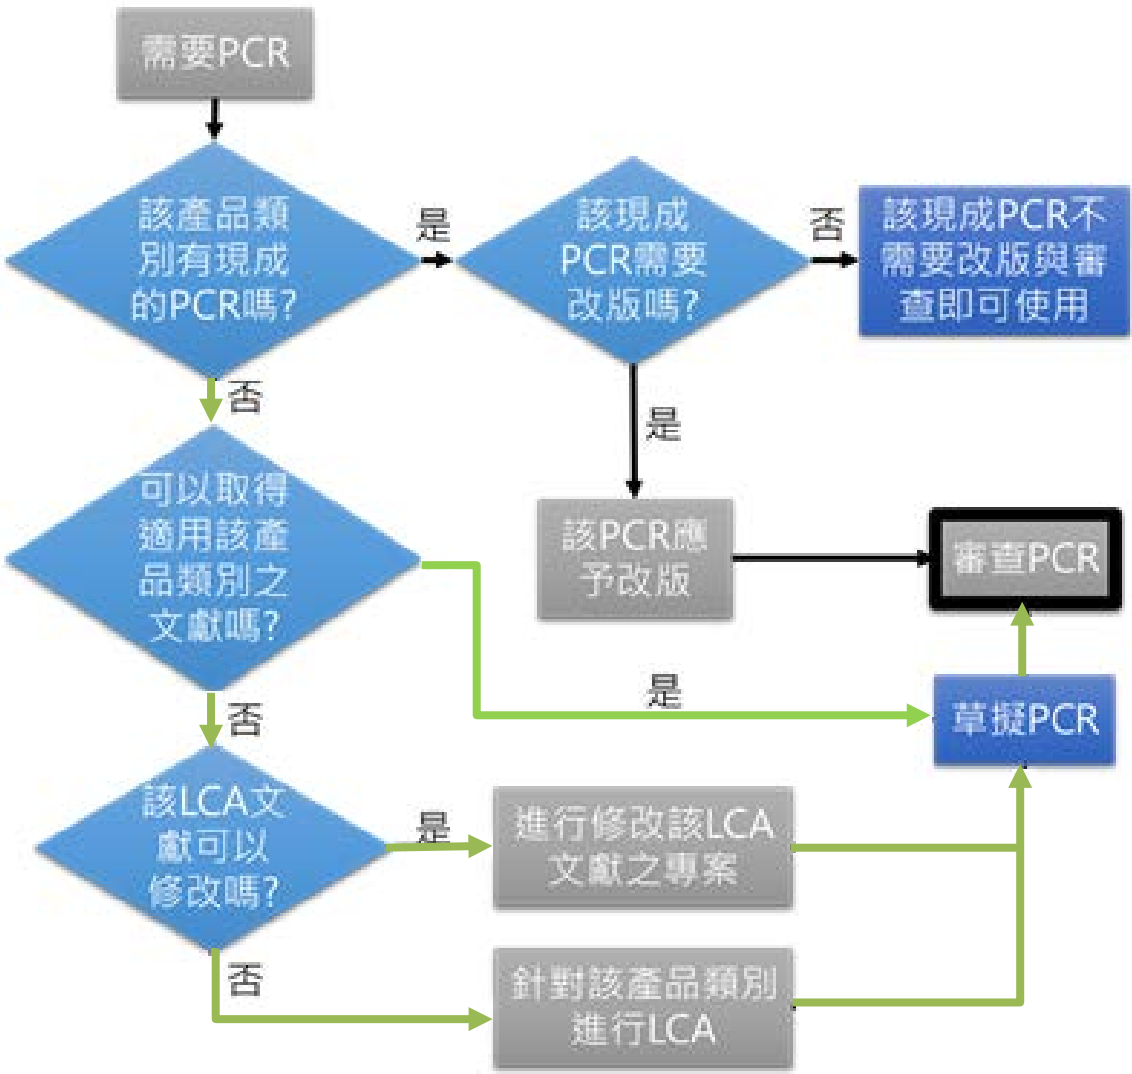 需要PCR
該產品類
別有現成
的PCR嗎?
是
該現成
PCR需要
改版嗎?
否
該現成PCR不
需要改版與審
查即可使用
否
是
可以取得
適用該產
品類別之
文獻嗎?
該PCR應
予改版
審查PCR
是
草擬PCR
否
該LCA文
獻可以
修改嗎?
是
進行修改該LCA
文獻之專案
否
針對該產品類別
進行LCA